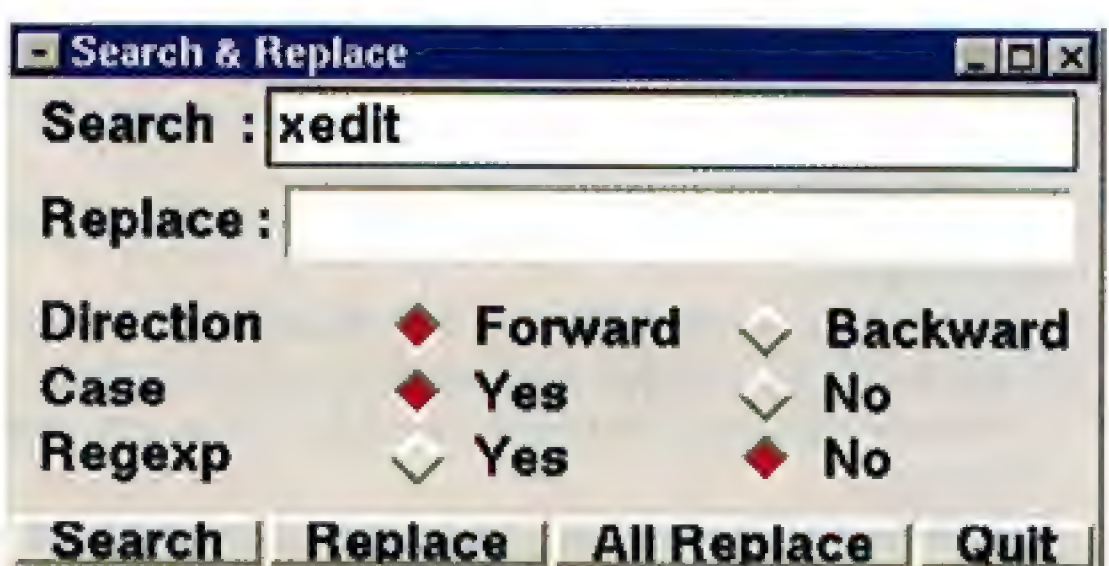 Search & Replace
Search : xedit
Replace :
Direction Forward Backward
Case Yes No
Regexp Yes No
Search Replace All Replace Quit